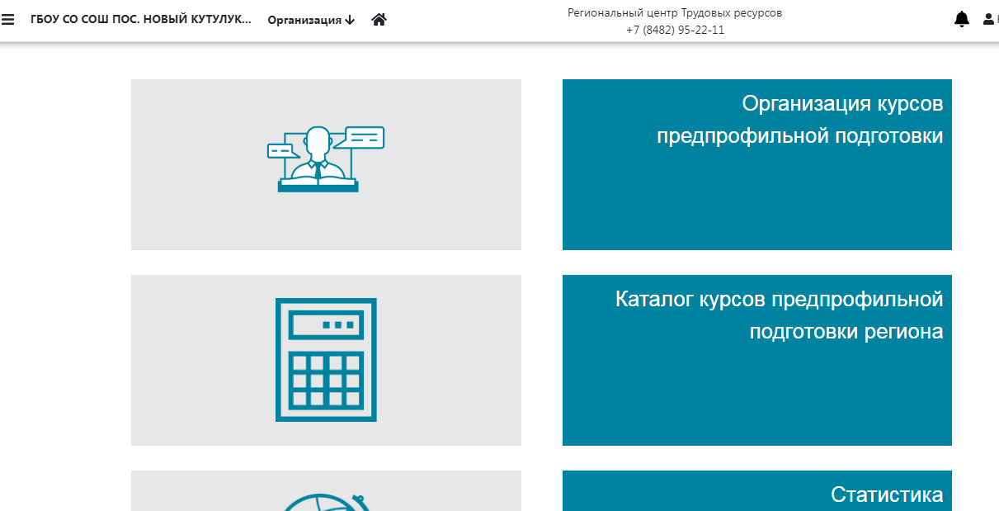 ГБОУ СО СОШ ПОС. НОВЫЙ КУТУЛУК...
Организация
Региональный центр Трудовых ресурсов
+7 (8482) 95-22-11
Организация курсов
предпрофильной подготовки
Каталог курсов предпрофильной
подготовки региона
Статистика